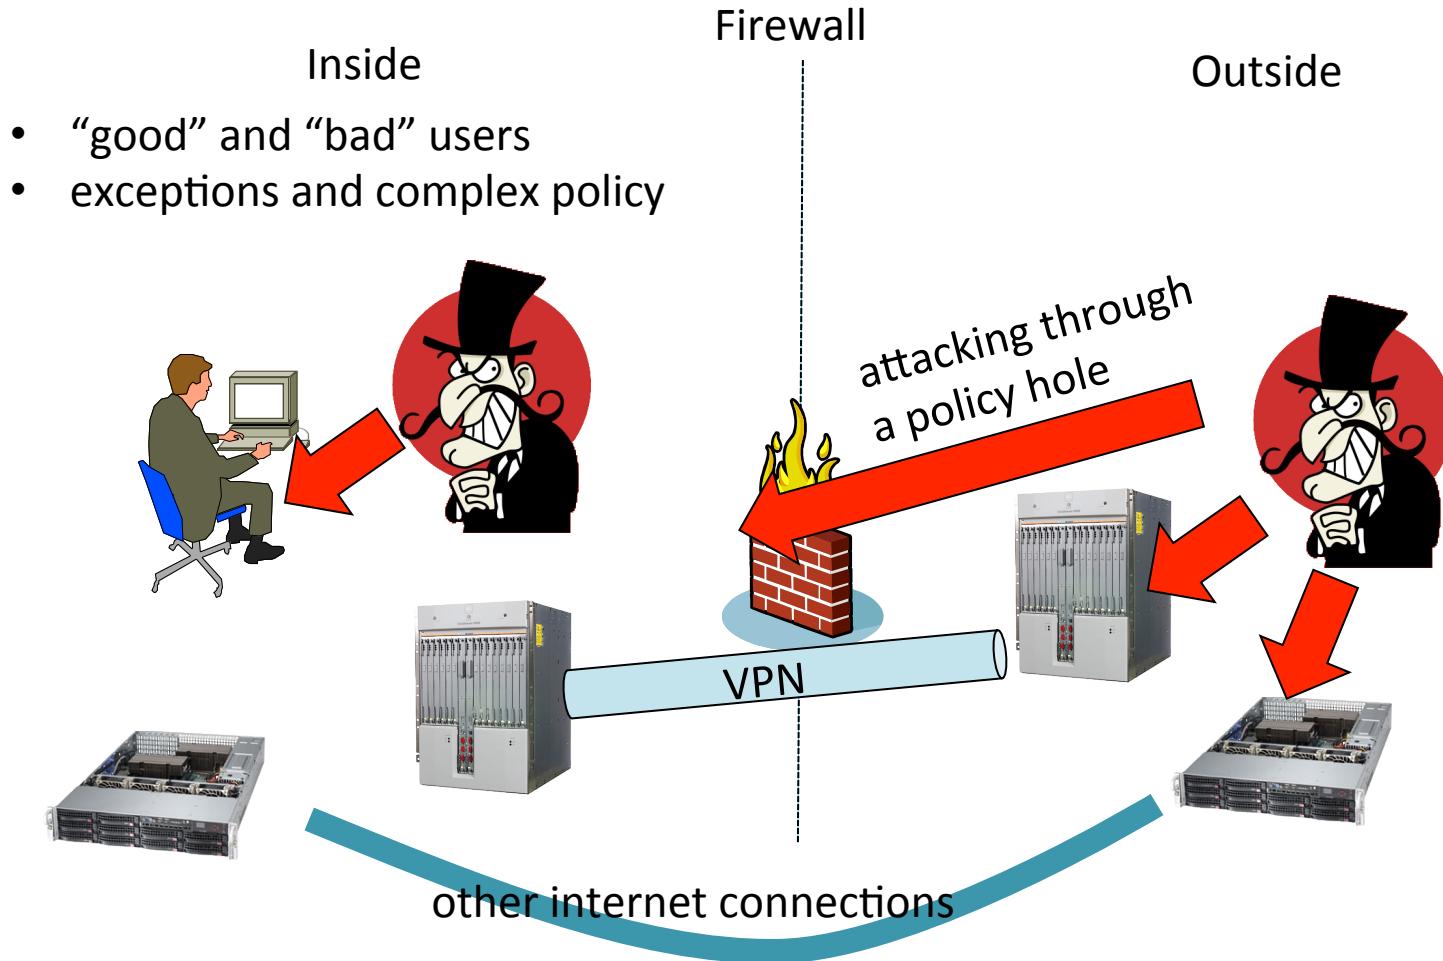 Firewall
Inside
Outside
• “good” and “bad” users
• exceptions and complex policy
attacking through
a policy hole
VPN
other internet connections